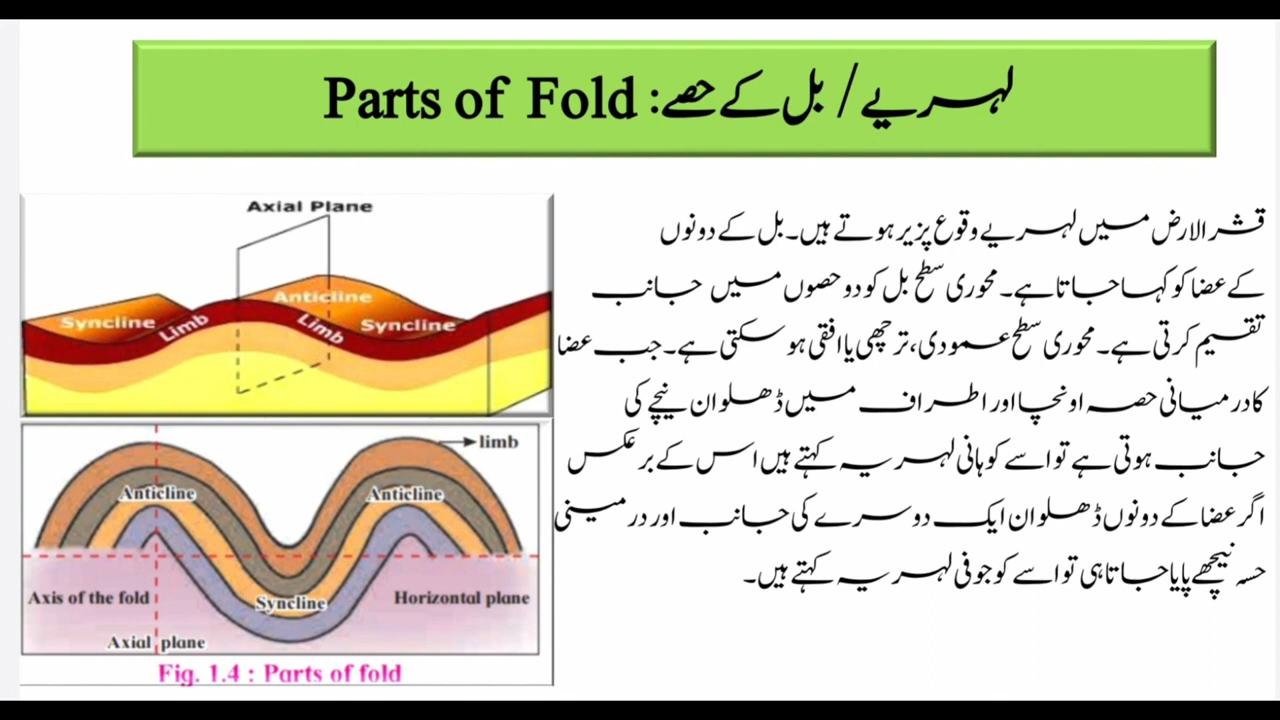 لہریے / بل کے حصے: Parts of Fold
Axial Plane
Anticline
Syncline
Limb
Limb
Syncline
limb
Anticline
Anticline
Syncline
Axis of the fold
Horizontal plane
Axial plane
Fig. 1.4 : Parts of fold
قشرالارض میں لہریے وقوع پزیر ہوتے ہیں۔ بل کے دونوں
کے عضا کو کہا جاتا ہے۔ محوری سطح بل کو دو حصوں میں جانب
تقسیم کرتی ہے۔ محوری سطح عمودی، ترچھی یا افقی ہو سکتی ہے۔ جب عضا
کا درمیانی حصہ اونچا اور اطراف میں ڈھلوان نیچے کی
جانب ہوتی ہے تو اسے کوہانی لہریہ کہتے ہیں اس کے برعکس
اگر عضا کے دونوں ڈھلوان ایک دوسرے کی جانب اور درمینی
حسہ نیچھے پایا جاتا ہی تو اسے کو جوفی لہریہ کہتے ہیں۔